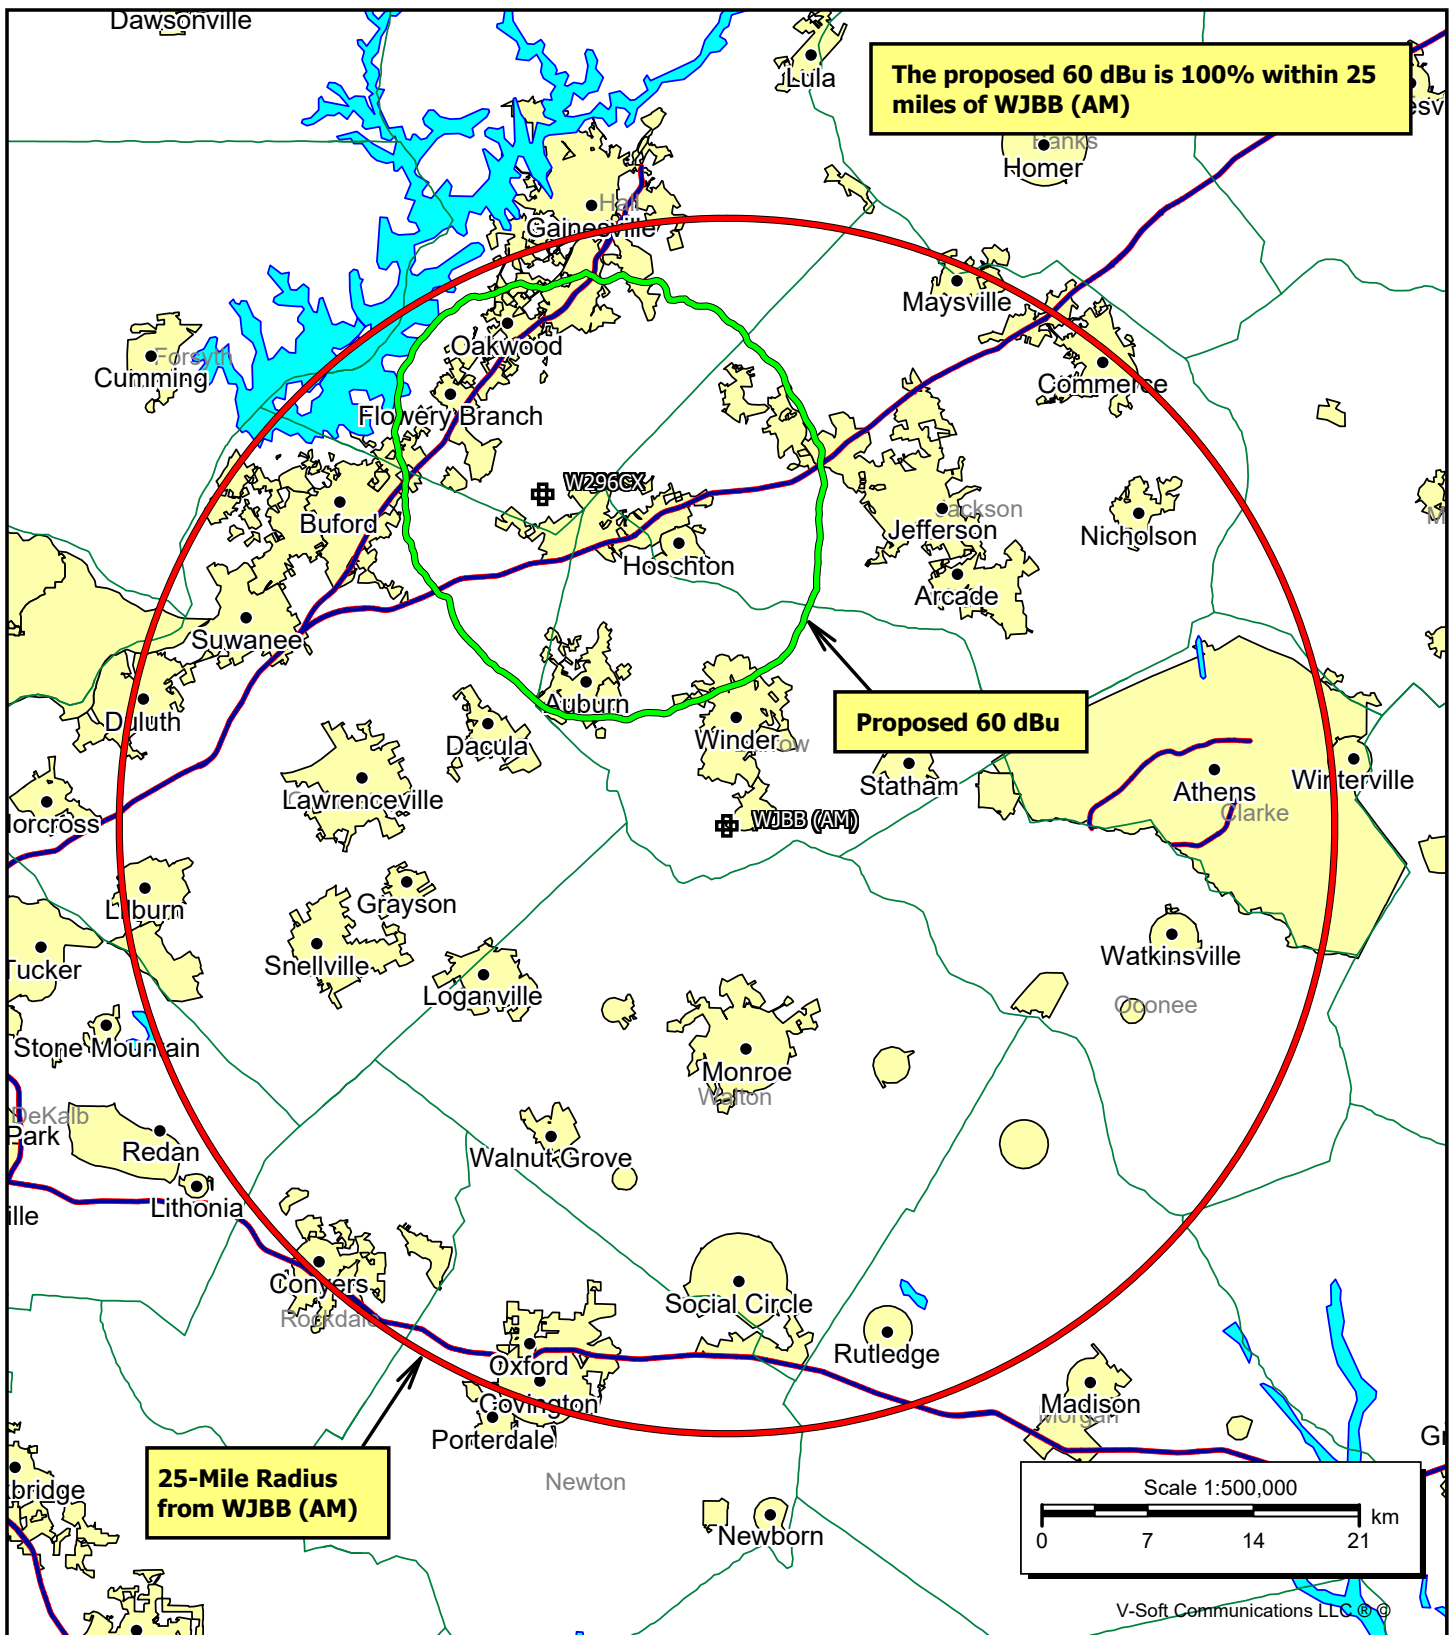 Dawsonville
Lula
The proposed 60 dBu is 100% within 25
miles of WJBB (AM)
Banks
Homer
Hall
Gainesville
Maysville
Oakwood
Forsyth
Cumming
Commerce
Flowery Branch
W296CX
Buford
Jackson
Jefferson
Nicholson
Hoschton
Arcade
Suwanee
Auburn
Duluth
Dacula
Winder
Proposed 60 dBu
Statham
Athens
Winterville
Lawrenceville
Clarke
WJBB (AM)
Grayson
Lilburn
Snellville
Loganville
Tucker
Watkinsville
Oconee
Stone Mountain
Monroe
Walton
DeKalb
Park
Redan
Walnut Grove
Lithonia
ille
Conyers
Rockdale
Social Circle
Rutledge
Oxford
Covington
Madison
Morgan
Porterdale
25-Mile Radius
from WJBB (AM)
Newton
Newborn
kbridge
Scale 1:500,000
km
0 7 14 21
V-Soft Communications LLC ® ©